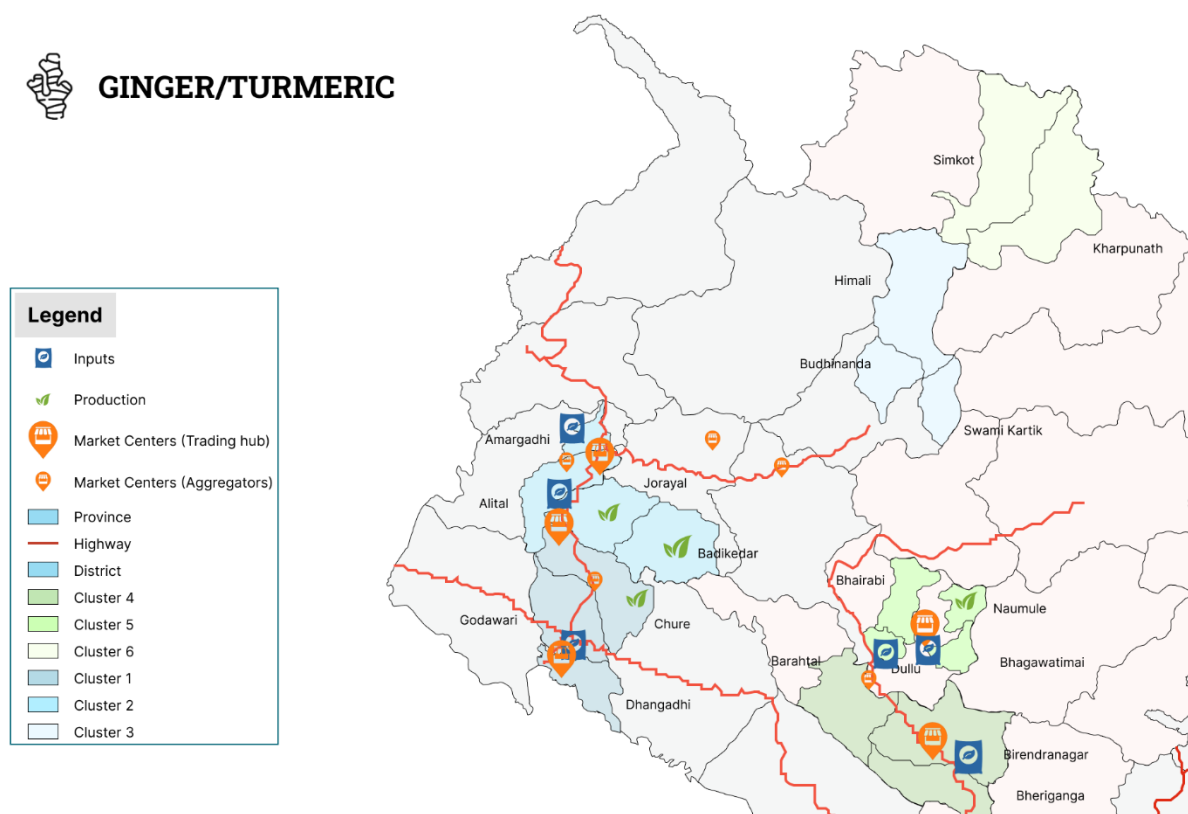 GINGER/TURMERIC
Legend
Inputs
Production
Market Centers (Trading hub)
Market Centers (Aggregators)
Province
Highway
District
Cluster 4
Cluster 5
Cluster 6
Cluster 1
Cluster 2
Cluster 3
Simkot
Kharpunath
Himali
Budhinanda
Swami Kartik
Amargadhi
Jorayal
Alital
Badikedar
Bhairabi
Naumule
Godawari
Chure
Barahtal
Dullu
Bhagawatimai
Dhangadhi
Birendranagar
Bheriganga